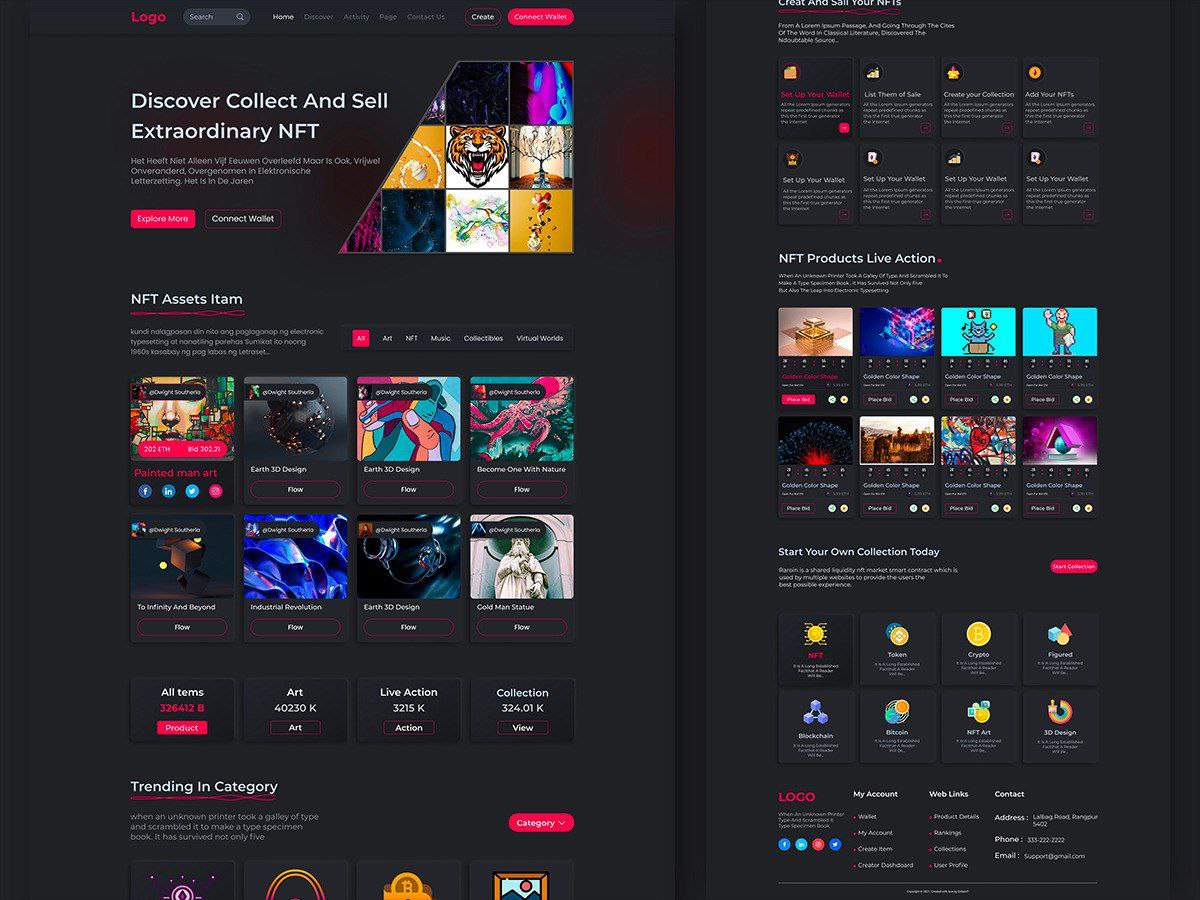 Logo
Search
Home
Discover
Activity
Page
Contact Us
Create
Connect Wallet
Discover Collect And Sell
Extraordinary NFT
Het Heeft Niet Alleen Vijf Eeuwen Overleefd Maar Is Ook, Vrijwel
Onveranderd, Overgenomen In Elektronische
Letterzetting. Het Is In De Jaren
Explore More
Connect Wallet
NFT Assets Itam
kundi nalagpasan din nito ang paglaganap ng electronic
typesetting at nanatiling parehas Sumikat ito noong
1960s kasabay ng pag labas ng Letraset...
All
Art
NFT
Music
Collectibles
Virtual Worlds
@Dwight Southerla
202 ETH
Bid 302.21
Painted man art
@Dwight Southerla
Earth 3D Design
Flow
@Dwight Southerla
Earth 3D Design
Flow
@Dwight Southerla
Become One With Nature
Flow
@Dwight Southerla
To Infinity And Beyond
Flow
@Dwight Southerla
Industrial Revolution
Flow
@Dwight Southerla
Earth 3D Design
Flow
@Dwight Southerla
Gold Man Statue
Flow
All tems
326412 B
Product
Art
40230 K
Art
Live Action
3215 K
Action
Collection
324.01 K
View
Trending In Category
when an unknown printer took a galley of type
and scrambled it to make a type specimen
book. It has survived not only five
Category
Creat And Sall Your NFTs
From A Lorem Ipsum Passage, And Going Through The Cites
Of The Word In Classical Literature, Discovered The
Ndoubtable Source...
Set Up Your Wallet
All the Lorem Ipsum generators
repeat predefined chunks as
this the first true generator
the Internet
List Them of Sale
All the Lorem Ipsum generators
repeat predefined chunks as
this the first true generator
the Internet
Create your Collection
All the Lorem Ipsum generators
repeat predefined chunks as
this the first true generator
the Internet
Add Your NFTs
All the Lorem Ipsum generators
repeat predefined chunks as
this the first true generator
the Internet
Set Up Your Wallet
All the Lorem Ipsum generators
repeat predefined chunks as
this the first true generator
the Internet
Set Up Your Wallet
All the Lorem Ipsum generators
repeat predefined chunks as
this the first true generator
the Internet
Set Up Your Wallet
All the Lorem Ipsum generators
repeat predefined chunks as
this the first true generator
the Internet
Set Up Your Wallet
All the Lorem Ipsum generators
repeat predefined chunks as
this the first true generator
the Internet
NFT Products Live Action
When An Unknown Printer Took A Galley Of Type And Scrambled It To
Make A Type Specimen Book . It Has Survived Not Only Five
But Also The Leap Into Electronic Typesetting
Golden Color Shape
Place Bid
Golden Color Shape
Place Bid
Golden Color Shape
Place Bid
Golden Color Shape
Place Bid
Golden Color Shape
Place Bid
Golden Color Shape
Place Bid
Golden Color Shape
Place Bid
Golden Color Shape
Place Bid
Start Your Own Collection Today
Raroin is a shared liquidity nft market smart contract which is
used by multiple websites to provide the users the
best possible experience.
Start Collection
NFT
It Is A Long Established
Factthat A Reader
Will Be...
Token
It Is A Long Established
Factthat A Reader
Will Be...
Crypto
It Is A Long Established
Factthat A Reader
Will Be...
Figured
It Is A Long Established
Factthat A Reader
Will Be...
Blockchain
It Is A Long Established
Factthat A Reader
Will Be...
Bitcoin
It Is A Long Established
Factthat A Reader
Will Be...
NFT Art
It Is A Long Established
Factthat A Reader
Will Be...
3D Design
It Is A Long Established
Factthat A Reader
Will Be...
LOGO
When An Unknown Printer
Took A Type And Scrambled It
Type Specimen Book
My Account
Wallet
My Account
Create Item
Creator Dashdoard
Web Links
Product Details
Rankings
Collections
User Profile
Contact
Address : Lalbag Road, Rangpur
5402
Phone : 333-222-2222
Email : Support@gmail.com